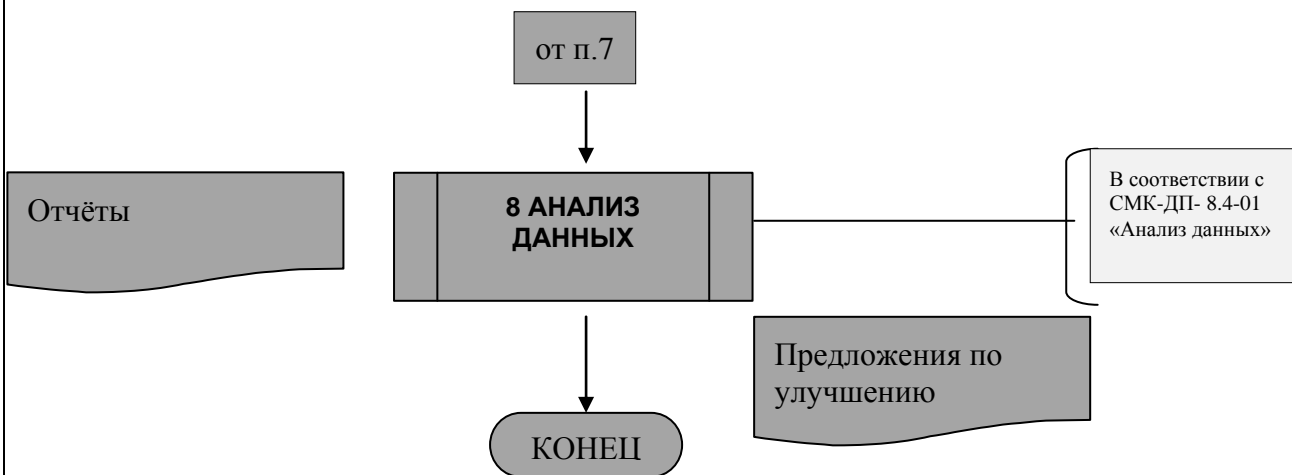 от п.7
Отчёты
8 АНАЛИЗ
ДАННЫХ
В соответствии с
СМК-ДП- 8.4-01
«Анализ данных»
Предложения по
улучшению
КОНЕЦ